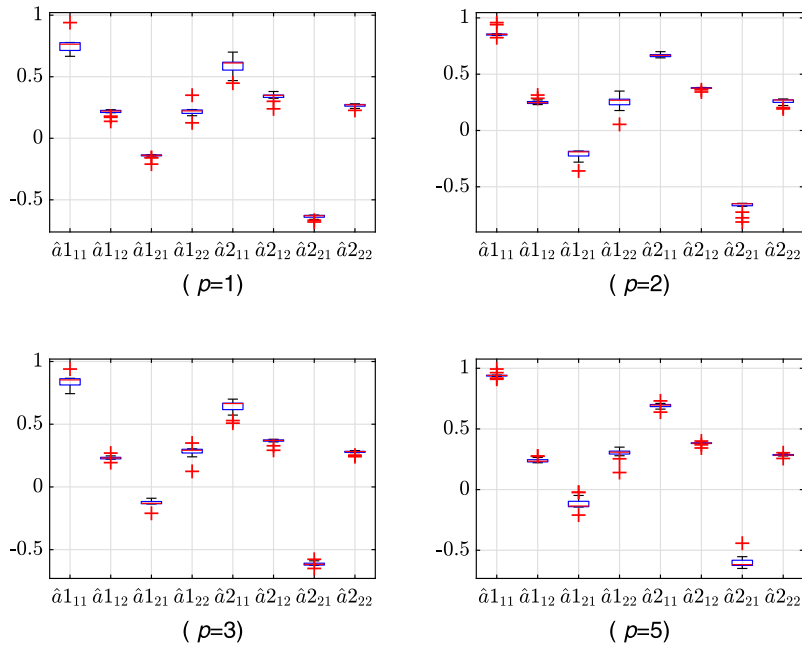 1
0.5
0
-0.5
â1₁₁ â1₁₂ â1₂₁ â1₂₂ â2₁₁ â2₁₂ â2₂₁ â2₂₂
( p=1)
1
0.5
0
-0.5
â1₁₁ â1₁₂ â1₂₁ â1₂₂ â2₁₁ â2₁₂ â2₂₁ â2₂₂
( p=2)
1
0.5
0
-0.5
â1₁₁ â1₁₂ â1₂₁ â1₂₂ â2₁₁ â2₁₂ â2₂₁ â2₂₂
( p=3)
1
0.5
0
-0.5
â1₁₁ â1₁₂ â1₂₁ â1₂₂ â2₁₁ â2₁₂ â2₂₁ â2₂₂
( p=5)